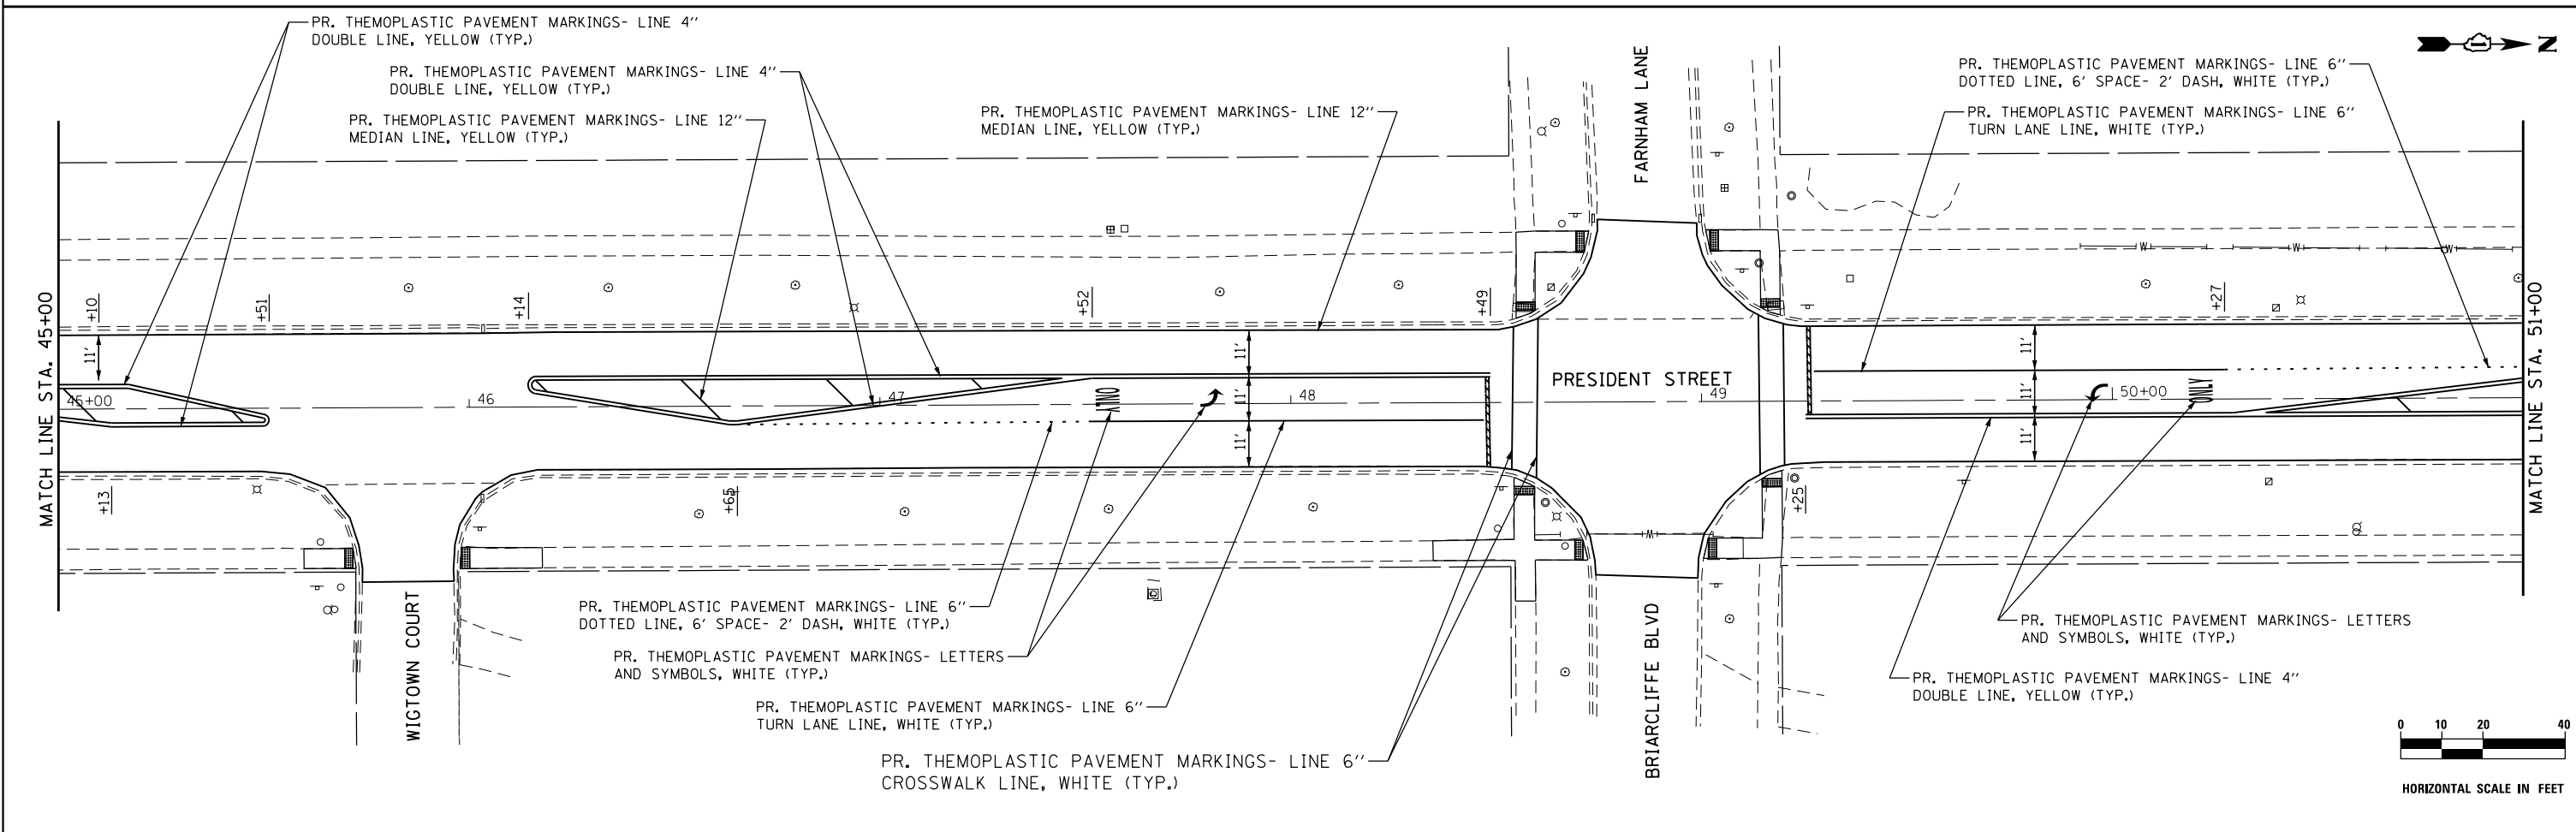 PR. THEMOPLASTIC PAVEMENT MARKINGS- LINE 4''
DOUBLE LINE, YELLOW (TYP.)
PR. THEMOPLASTIC PAVEMENT MARKINGS- LINE 4''
DOUBLE LINE, YELLOW (TYP.)
PR. THEMOPLASTIC PAVEMENT MARKINGS- LINE 12''
MEDIAN LINE, YELLOW (TYP.)
PR. THEMOPLASTIC PAVEMENT MARKINGS- LINE 12''
MEDIAN LINE, YELLOW (TYP.)
FARNHAM LANE
PR. THEMOPLASTIC PAVEMENT MARKINGS- LINE 6''
DOTTED LINE, 6' SPACE- 2' DASH, WHITE (TYP.)
PR. THEMOPLASTIC PAVEMENT MARKINGS- LINE 6''
TURN LANE LINE, WHITE (TYP.)
N
MATCH LINE STA. 45+00
+10
+51
+14
+52
+49
+27
W
W
W
11'
11'
11'
11'
11'
11'
11'
45+00
46
47
48
49
50+00
ONLY
ONLY
PRESIDENT STREET
MATCH LINE STA. 51+00
+13
+65
+25
W
WIGTOWN COURT
BRIARCLIFFE BLVD
PR. THEMOPLASTIC PAVEMENT MARKINGS- LINE 6''
DOTTED LINE, 6' SPACE- 2' DASH, WHITE (TYP.)
PR. THEMOPLASTIC PAVEMENT MARKINGS- LETTERS
AND SYMBOLS, WHITE (TYP.)
PR. THEMOPLASTIC PAVEMENT MARKINGS- LINE 6''
TURN LANE LINE, WHITE (TYP.)
PR. THEMOPLASTIC PAVEMENT MARKINGS- LINE 6''
CROSSWALK LINE, WHITE (TYP.)
PR. THEMOPLASTIC PAVEMENT MARKINGS- LETTERS
AND SYMBOLS, WHITE (TYP.)
PR. THEMOPLASTIC PAVEMENT MARKINGS- LINE 4''
DOUBLE LINE, YELLOW (TYP.)
0 10 20 40
HORIZONTAL SCALE IN FEET